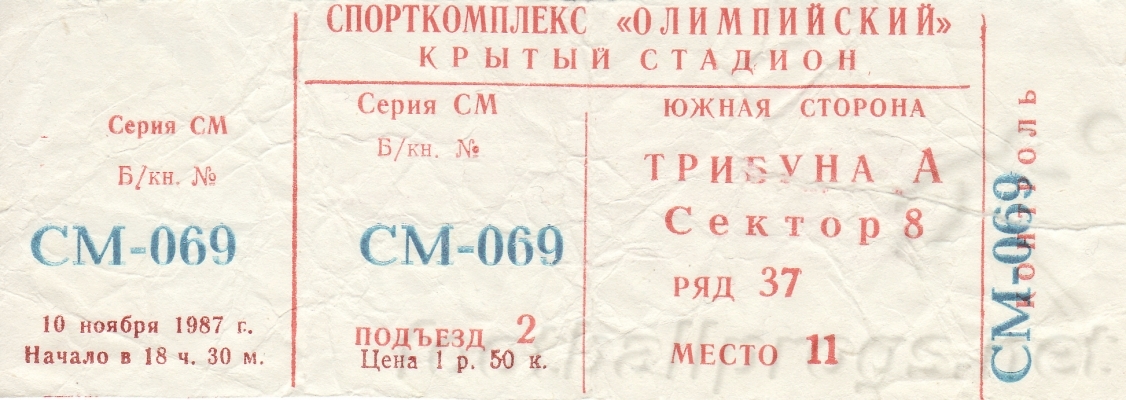 Серия СМ
Б/кн. №
СМ-069
10 ноября 1987 г.
Начало в 18 ч. 30 м.
СПОРТКОМПЛЕКС «ОЛИМПИЙСКИЙ»
КРЫТЫЙ СТАДИОН
Серия СМ
Б/кн. №
СМ-069
ПОДЪЕЗД 2
Цена 1 р. 50 к.
ЮЖНАЯ СТОРОНА
ТРИБУНА А
Сектор 8
РЯД 37
МЕСТО 11
контроль
СМ-069